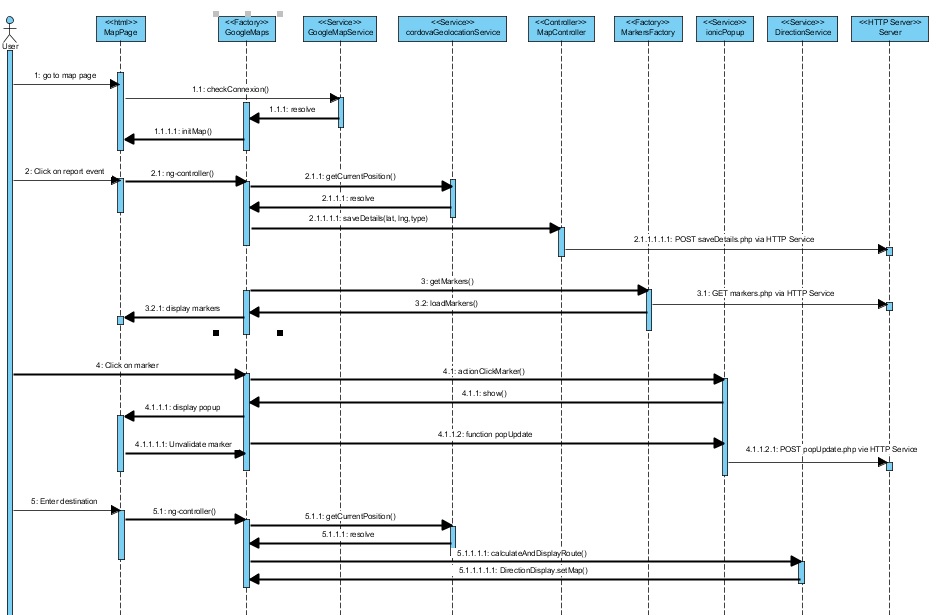 <<html>>
MapPage
<<Factory>>
GoogleMaps
<<Service>>
GoogleMapService
<<Service>>
cordovaGeolocationService
<<Controller>>
MapController
<<Factory>>
MarkersFactory
<<Service>>
ionicPopup
<<Service>>
DirectionService
<<HTTP Server>>
Server
User
1: go to map page
1.1: checkConnexion()
1.1.1: resolve
1.1.1.1: initMap()
2: Click on report event
2.1: ng-controller()
2.1.1: getCurrentPosition()
2.1.1.1: resolve
2.1.1.1.1: saveDetails(lat, lng,type)
2.1.1.1.1.1: POST saveDetails.php via HTTP Service
3: getMarkers()
3.1: GET markers.php via HTTP Service
3.2: loadMarkers()
3.2.1: display markers
4: Click on marker
4.1: actionClickMarker()
4.1.1: show()
4.1.1.1: display popup
4.1.1.2: function popUpdate
4.1.1.1.1: Unvalidate marker
4.1.1.2.1: POST popUpdate.php vie HTTP Service
5: Enter destination
5.1: ng-controller()
5.1.1: getCurrentPosition()
5.1.1.1: resolve
5.1.1.1.1: calculateAndDisplayRoute()
5.1.1.1.1.1: DirectionDisplay.setMap()